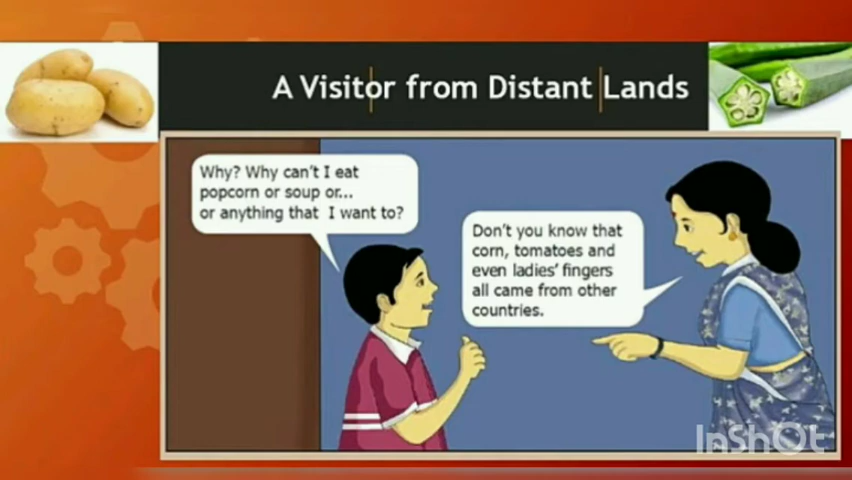 A Visitor from Distant Lands
Why? Why can't I eat
popcorn or soup or...
or anything that I want to?
Don't you know that
corn, tomatoes and
even ladies' fingers
all came from other
countries.
InShOt